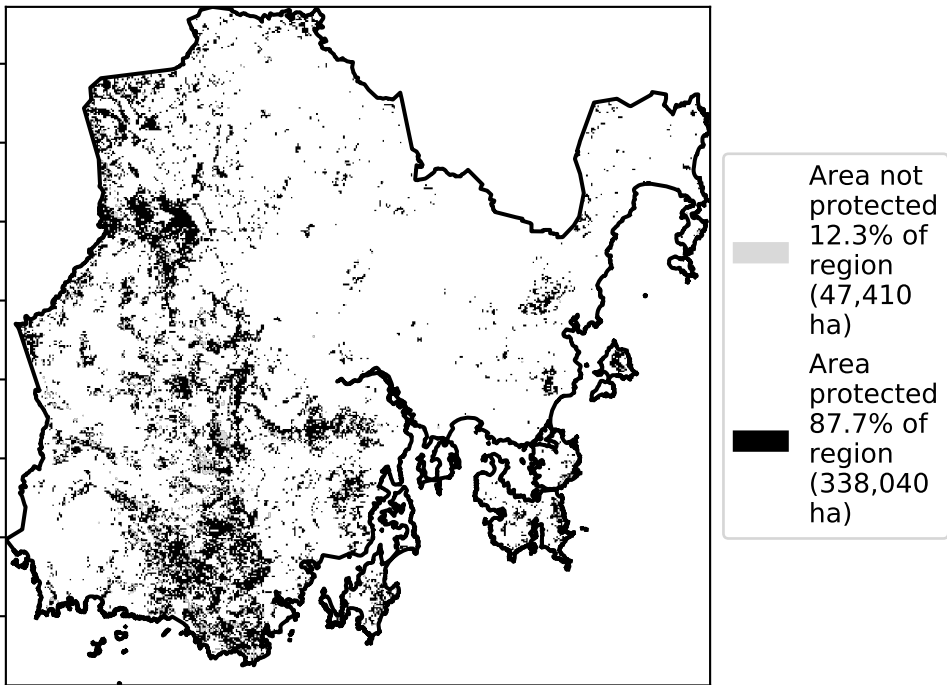 Area not
protected
12.3% of
region
(47,410
ha)
Area
protected
87.7% of
region
(338,040
ha)